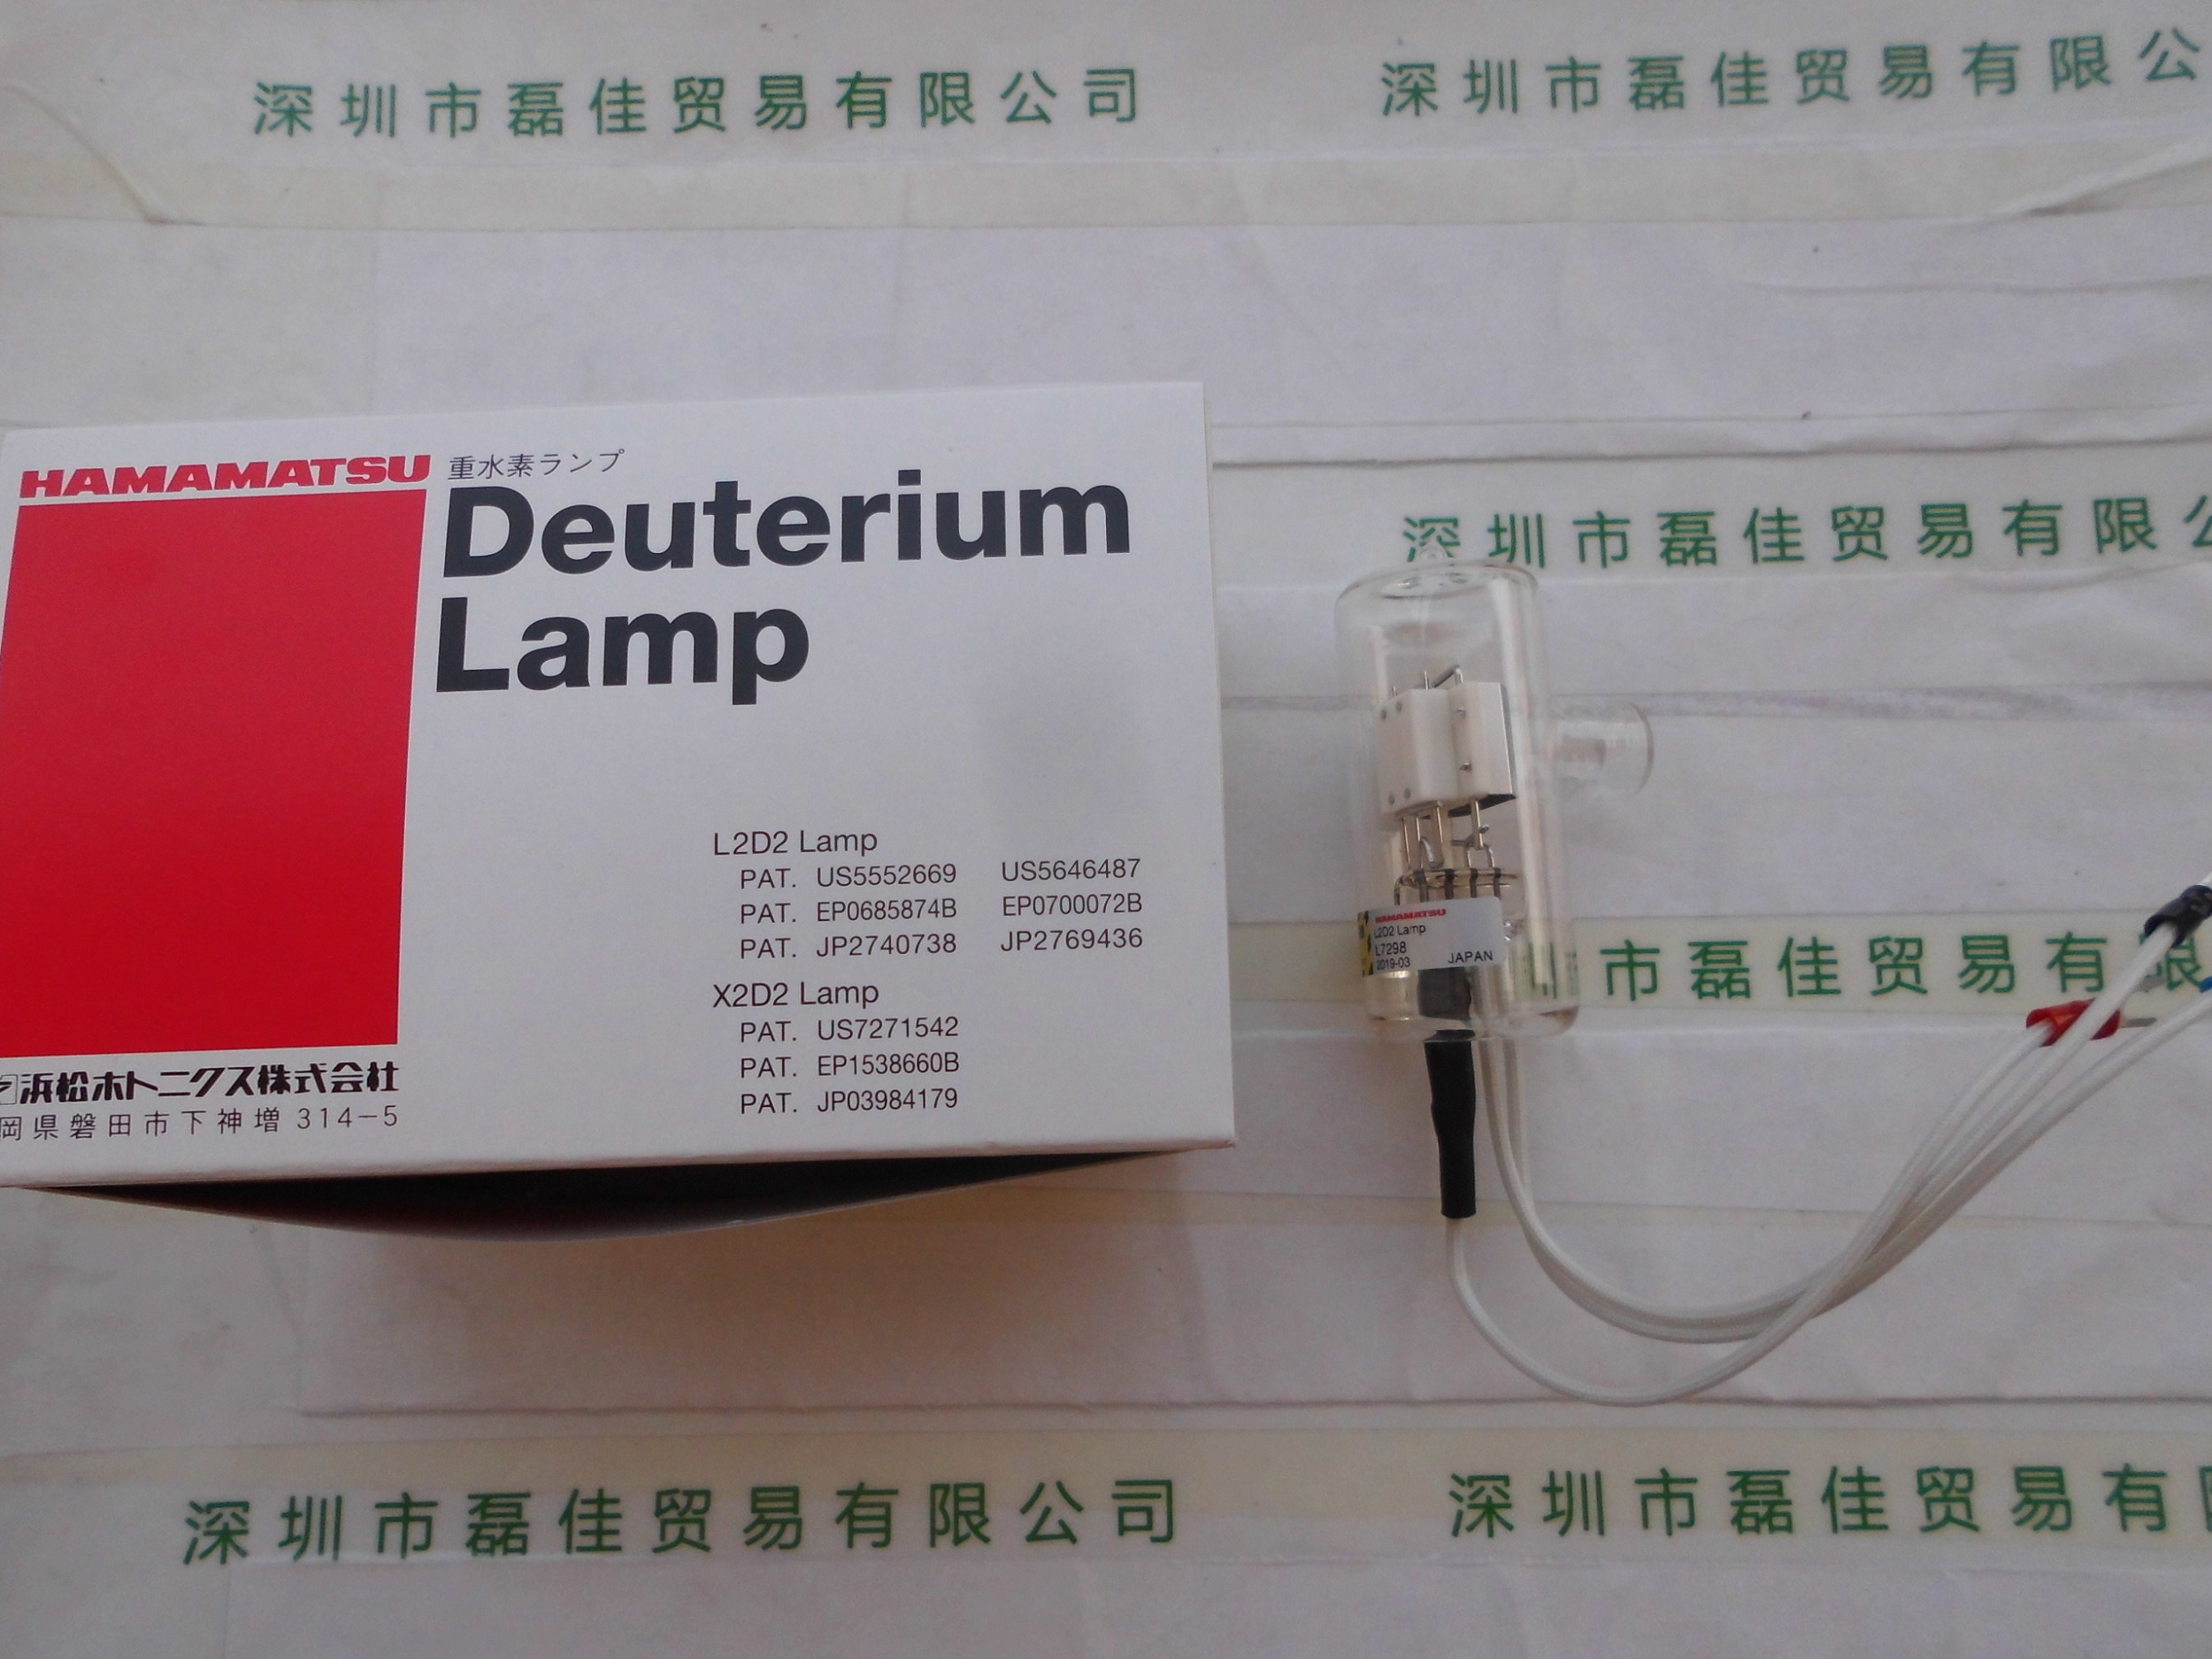 深圳市磊佳贸易有限公司 深圳市磊佳贸易有限公
HAMAMATSU
重水素ランプ
Deuterium
Lamp
深圳市磊佳贸易有限公
L2D2 Lamp
PAT. US5552669 US5646487
PAT. EP0685874B EP0700072B
PAT. JP2740738 JP2769436
X2D2 Lamp
PAT. US7271542
PAT. EP1538660B
PAT. JP03984179
浜松ホトニクス株式会社
岡県磐田市下神増 314-5
HAMAMATSU
L2D2 Lamp
L7298
2019-03 JAPAN
圳市磊佳贸易有限
深圳市磊佳贸易有限公司 深圳市磊佳贸易有限